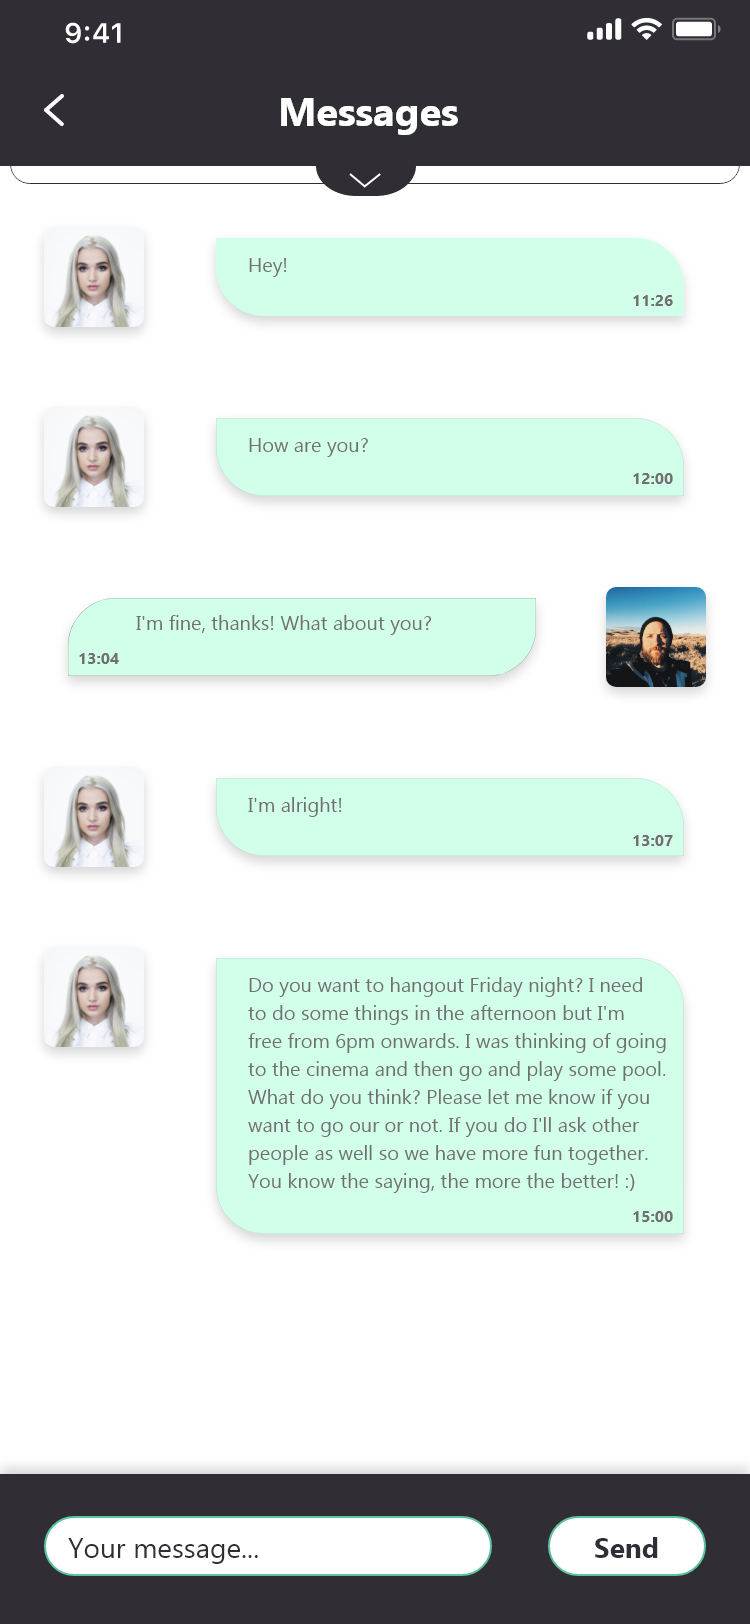 9:41
Messages
Hey!
11:26
How are you?
12:00
I'm fine, thanks! What about you?
13:04
I'm alright!
13:07
Do you want to hangout Friday night? I need
to do some things in the afternoon but I'm
free from 6pm onwards. I was thinking of going
to the cinema and then go and play some pool.
What do you think? Please let me know if you
want to go our or not. If you do I'll ask other
people as well so we have more fun together.
You know the saying, the more the better! :)
15:00
Your message...
Send